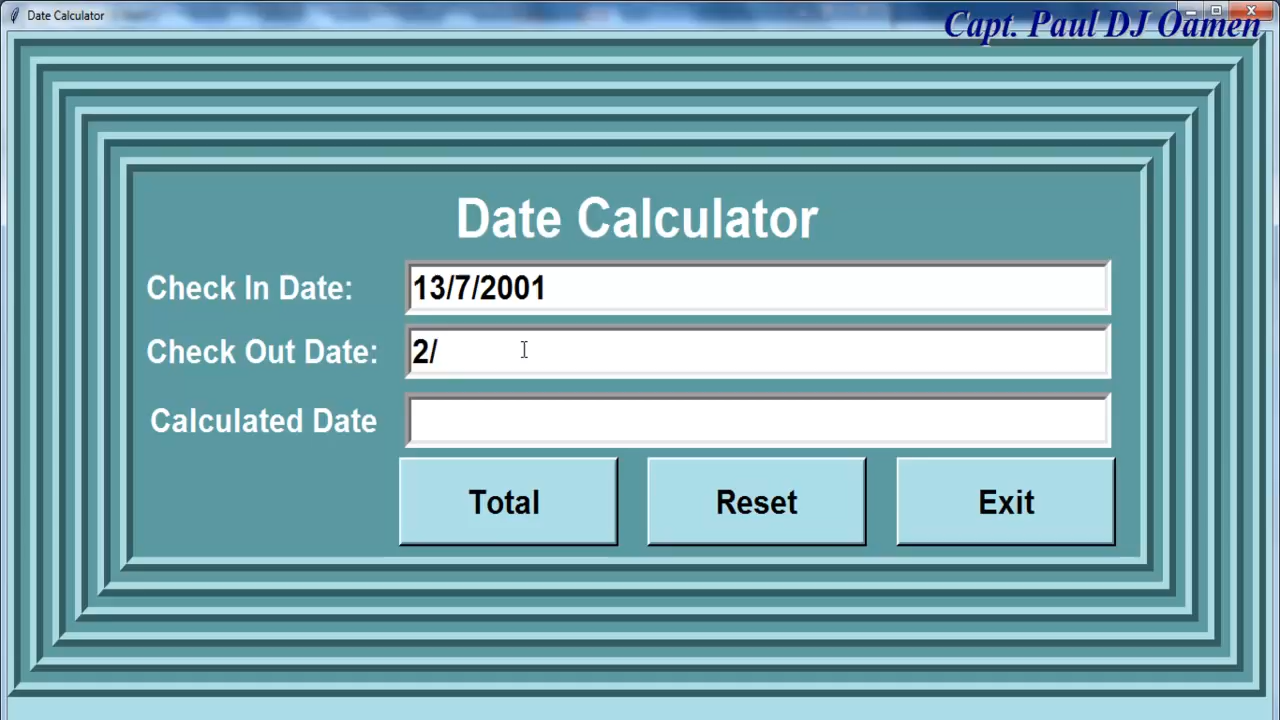 Date Calculator
Capt. Paul DJ Oamen
Date Calculator
Check In Date: 13/7/2001
Check Out Date: 2/
Calculated Date
Total Reset Exit